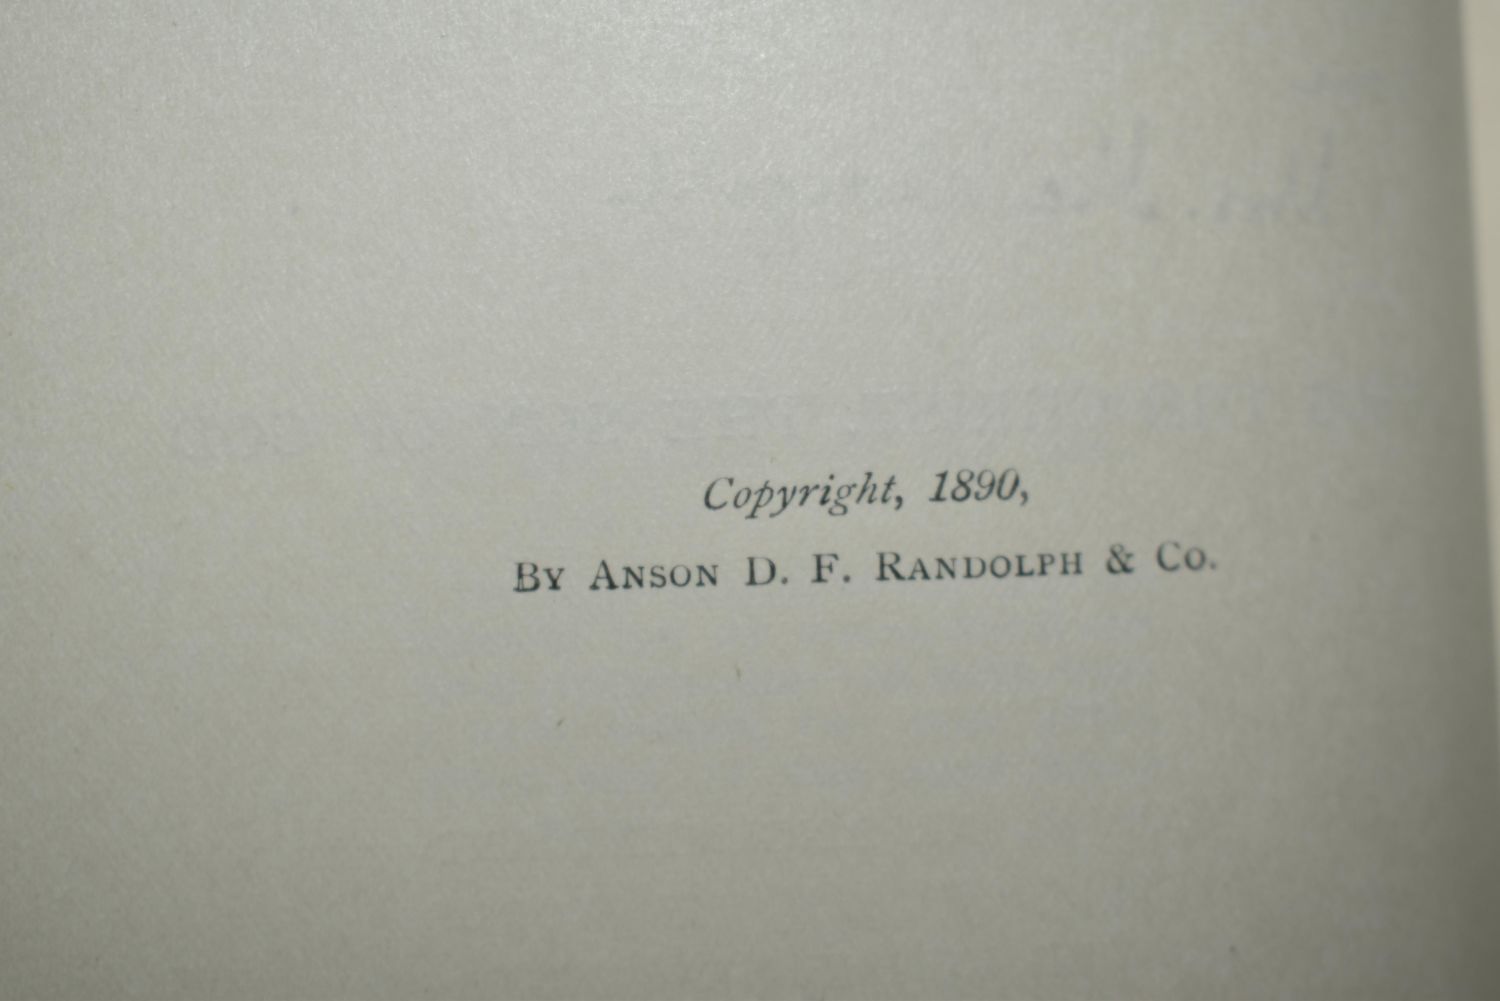 Copyright, 1890,
By Anson D. F. Randolph & Co.